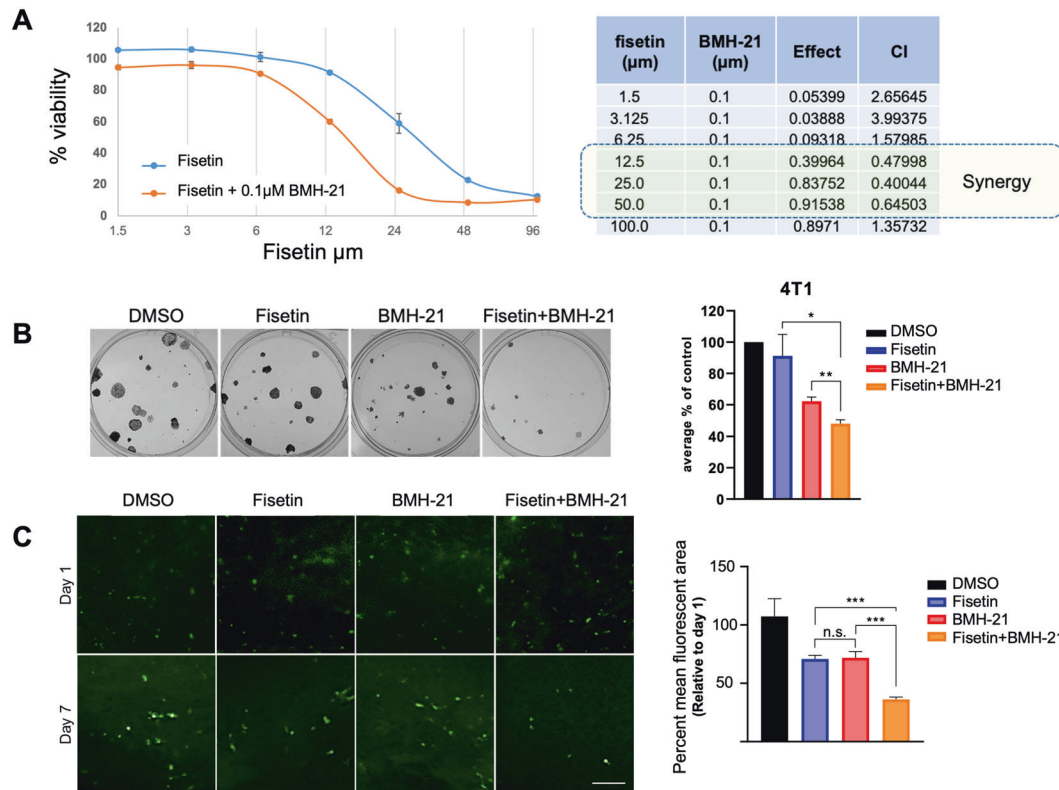 A
120
100
80
60
40
20
0
% viability
Fisetin
Fisetin + 0.1µM BMH-21
1.5 3 6 12 24 48 96
Fisetin µm
fisetin (µm) BMH-21 (µm) Effect CI
1.5 0.1 0.05399 2.65645
3.125 0.1 0.03888 3.99375
6.25 0.1 0.09318 1.57985
12.5 0.1 0.39964 0.47998
25.0 0.1 0.83752 0.40044
50.0 0.1 0.91538 0.64503
100.0 0.1 0.8971 1.35732
Synergy
B
DMSO Fisetin BMH-21 Fisetin+BMH-21
4T1
120
100
80
60
40
20
0
average % of control
*
**
DMSO
Fisetin
BMH-21
Fisetin+BMH-21
C
DMSO Fisetin BMH-21 Fisetin+BMH-21
Day 1
Day 7
Percent mean fluorescent area
(Relative to day 1)
150
100
50
***
n.s. ***
DMSO
Fisetin
BMH-21
Fisetin+BMH-21